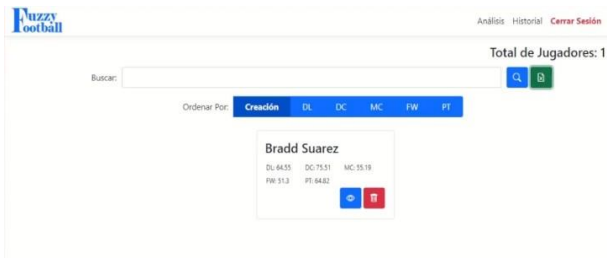 Fuzzy
Football
Análisis Historial Cerrar Sesión
Total de Jugadores: 1
Buscar:
Ordenar Por: Creación DL DC MC FW PT
Bradd Suarez
DL: 64.55 DC: 75.51 MC: 55.19
FW: 51.3 PT: 64.82